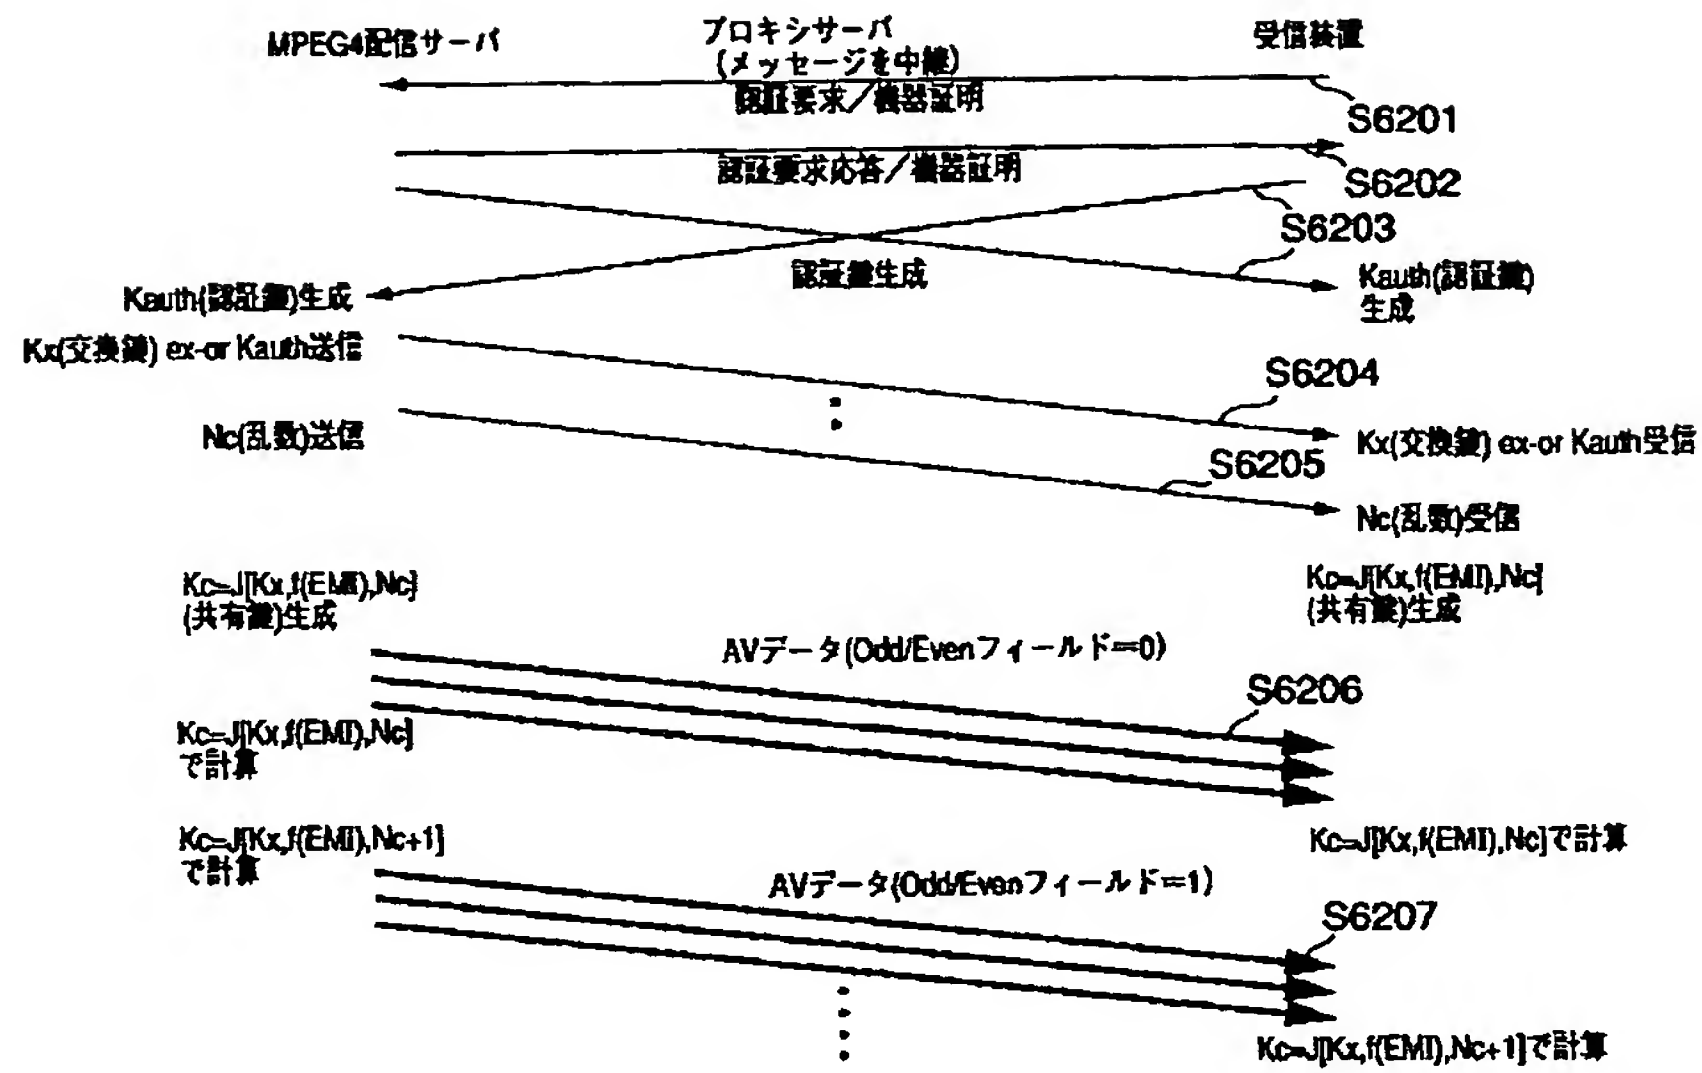 MPEG4配信サーバ
プロキシサーバ
(メッセージを中継)
受信装置
認証要求/機器証明
S6201
認証要求応答/機器証明
S6202
S6203
認証鍵生成
Kauth(認証鍵)生成
Kauth(認証鍵)
生成
Kx(交換鍵) ex-or Kauth送信
S6204
Kx(交換鍵) ex-or Kauth受信
Nc(乱数)送信
S6205
Nc(乱数)受信
Kc=J[Kx,f(EMI),Nc]
(共有鍵)生成
Kc=J[Kx,f(EMI),Nc]
(共有鍵)生成
AVデータ(Odd/Evenフィールド=0)
S6206
Kc=J[Kx,f(EMI),Nc]
で計算
Kc=J[Kx,f(EMI),Nc]で計算
Kc=J[Kx,f(EMI),Nc+1]
で計算
AVデータ(Odd/Evenフィールド=1)
S6207
Kc=J[Kx,f(EMI),Nc+1]で計算